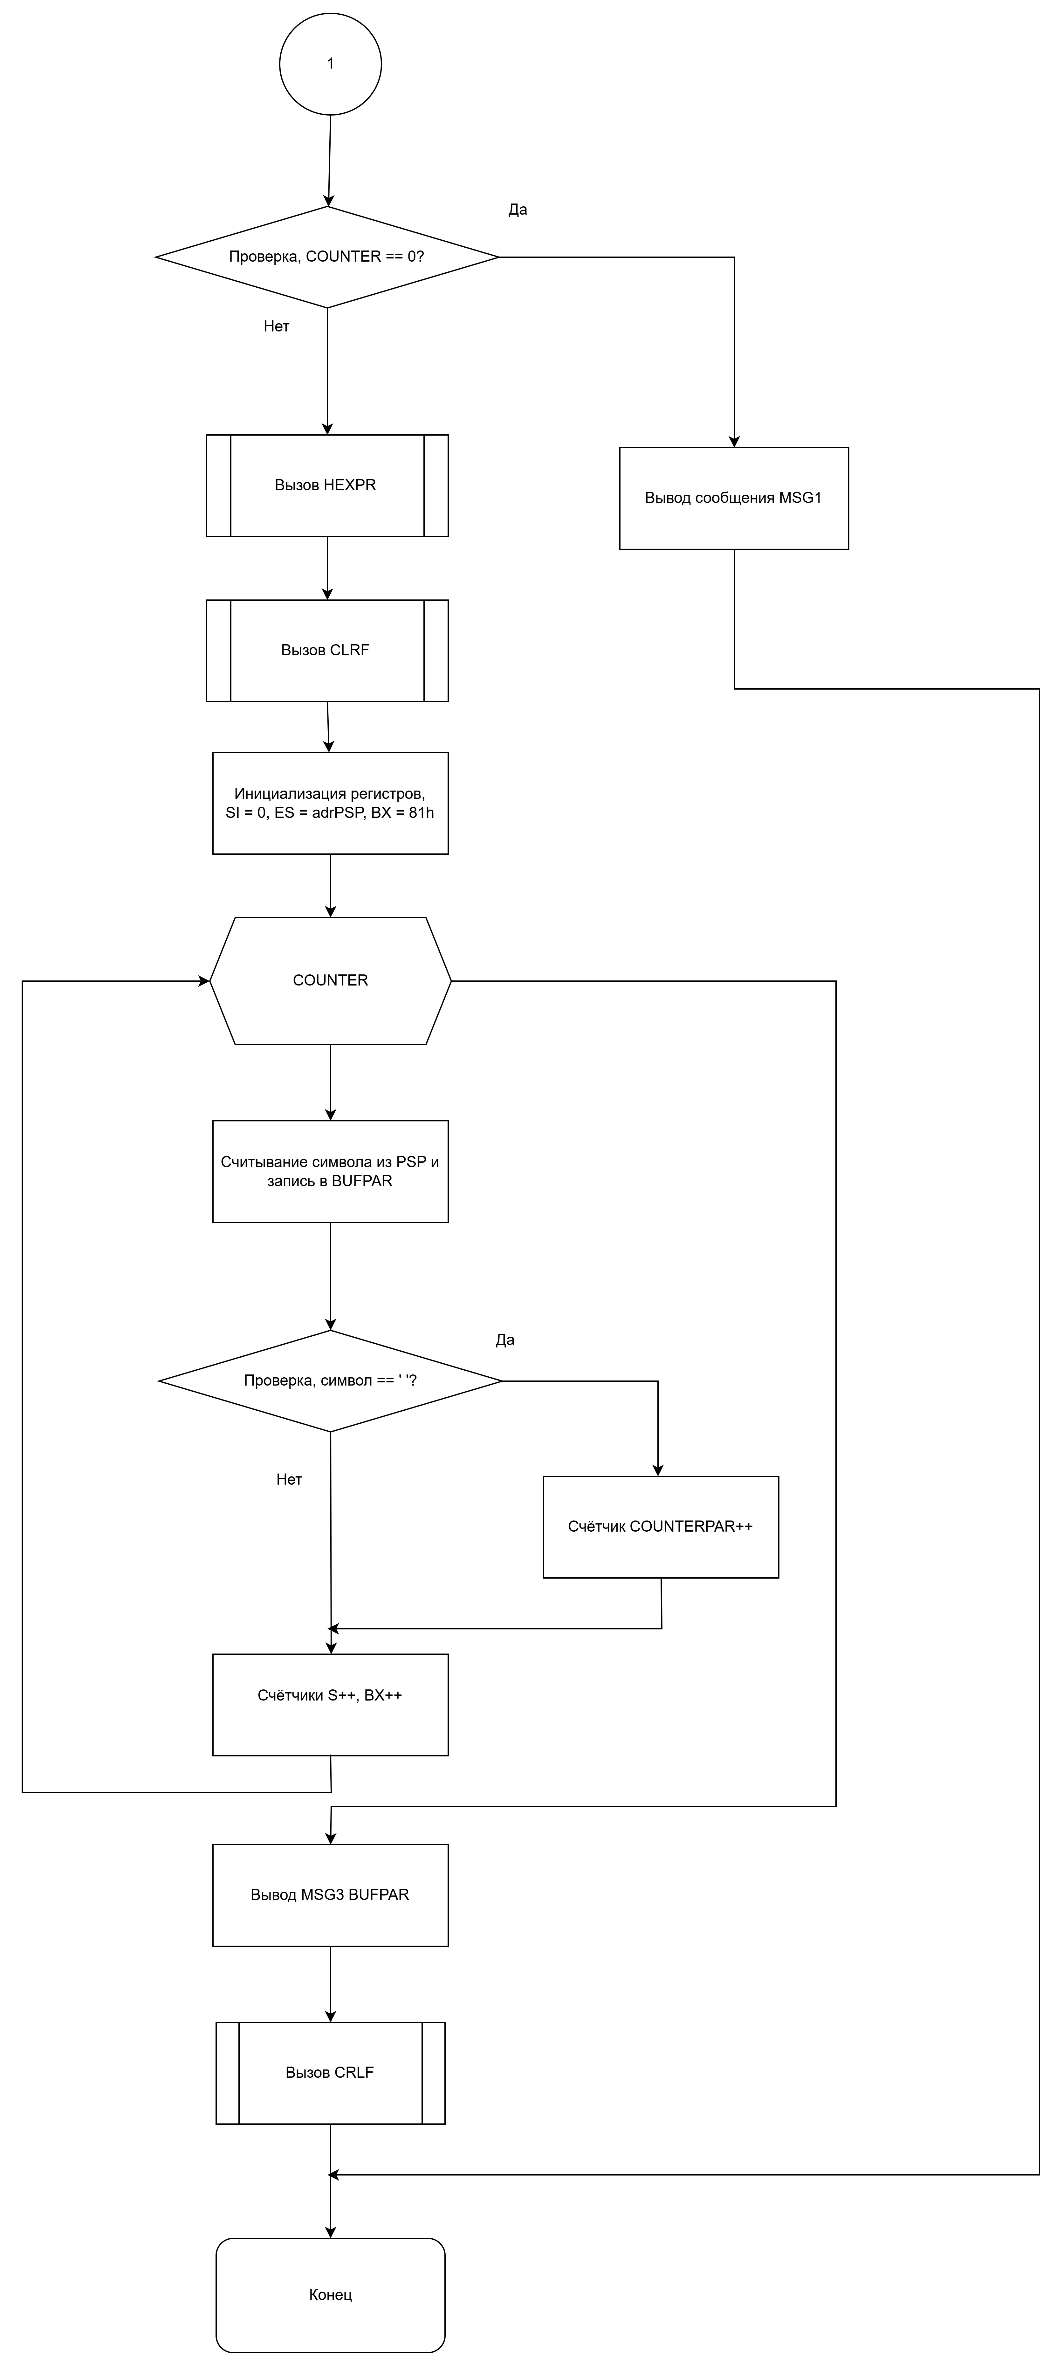 1
Да
Проверка, COUNTER == 0?
Нет
Вызов HEXPR
Вывод сообщения MSG1
Вызов CLRF
Инициализация регистров,
SI = 0, ES = adrPSP, BX = 81h
COUNTER
Считывание символа из PSP и
запись в BUFPAR
Да
Проверка, символ == ' '?
Нет
Счётчик COUNTERPAR++
Счётчики S++, BX++
Вывод MSG3 BUFPAR
Вызов CRLF
Конец